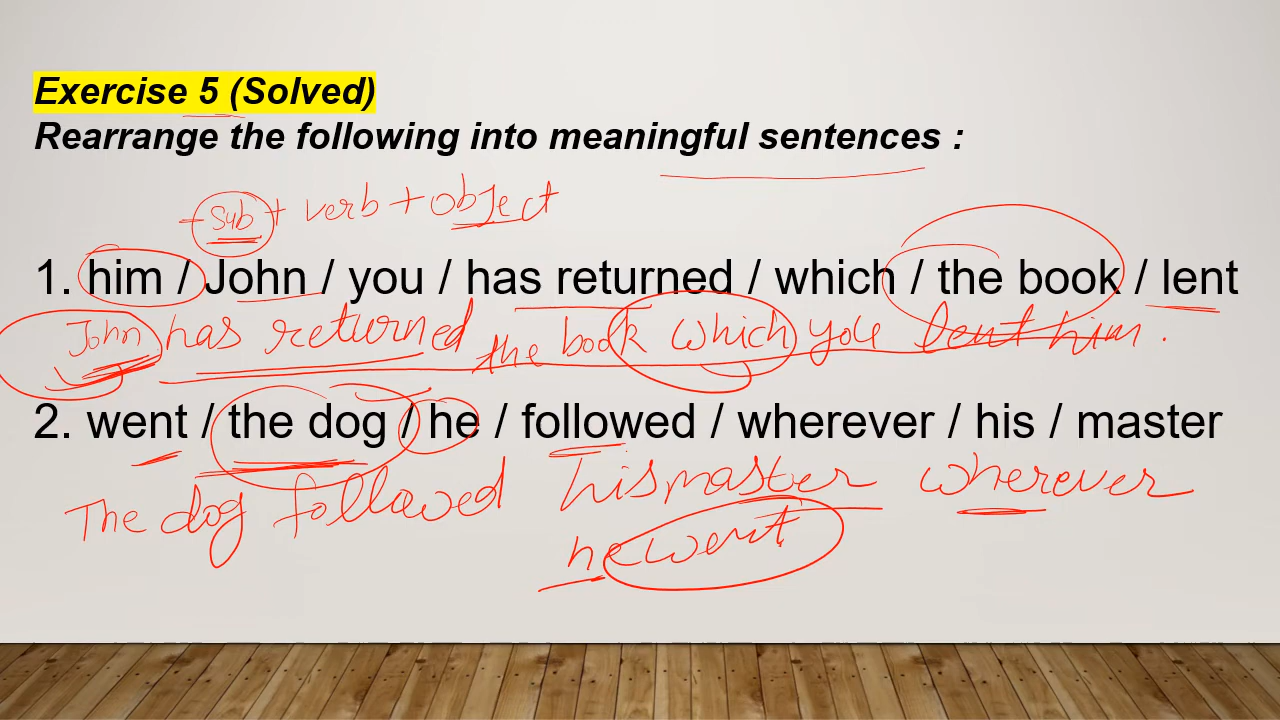 Exercise 5 (Solved)
Rearrange the following into meaningful sentences :
Sub + verb + object
1. him / John / you / has returned / which / the book / lent
John has returned the book which you lent him.
2. went / the dog / he / followed / wherever / his / master
The dog followed his master wherever
he went